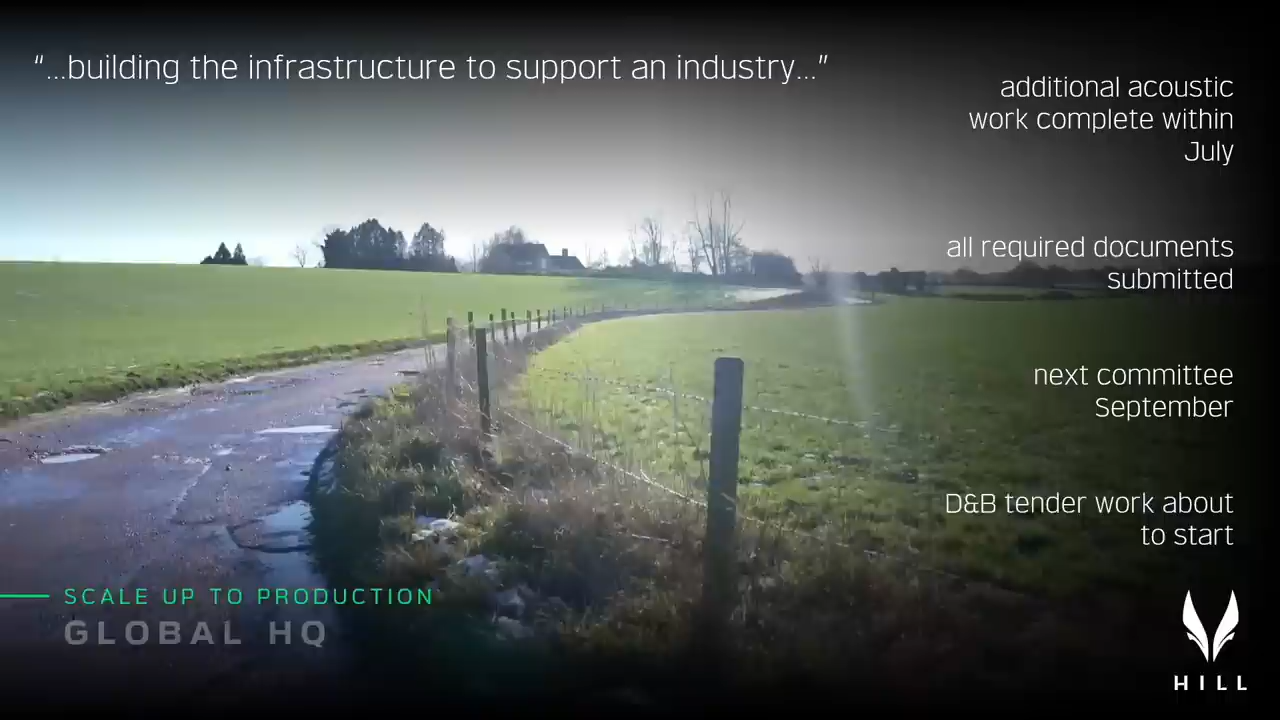 “...building the infrastructure to support an industry...”
additional acoustic
work complete within
July
all required documents
submitted
next committee
September
D&B tender work about
to start
SCALE UP TO PRODUCTION
GLOBAL HQ
HILL